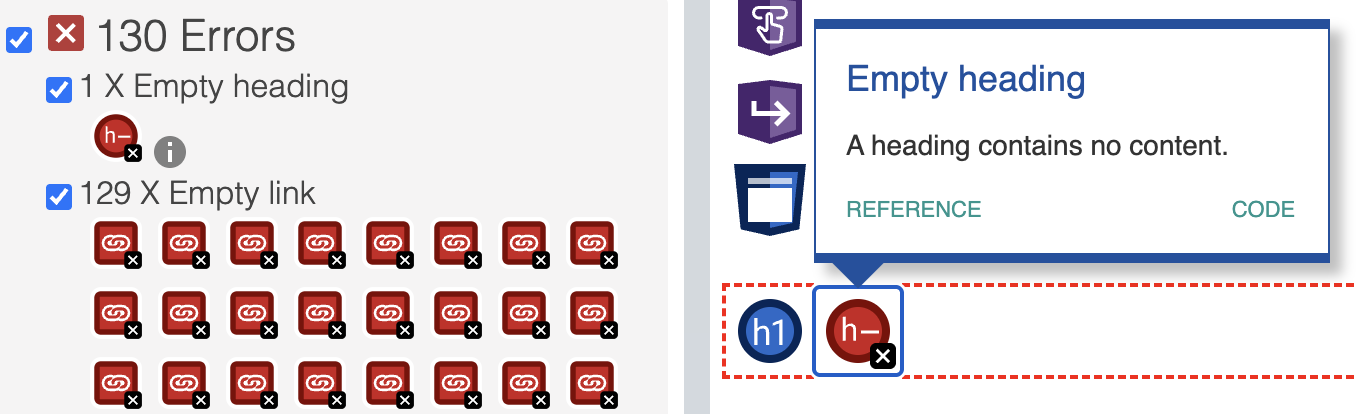 130 Errors
1 X Empty heading
h–
i
129 X Empty link
Empty heading
A heading contains no content.
REFERENCE
CODE
h1
h–